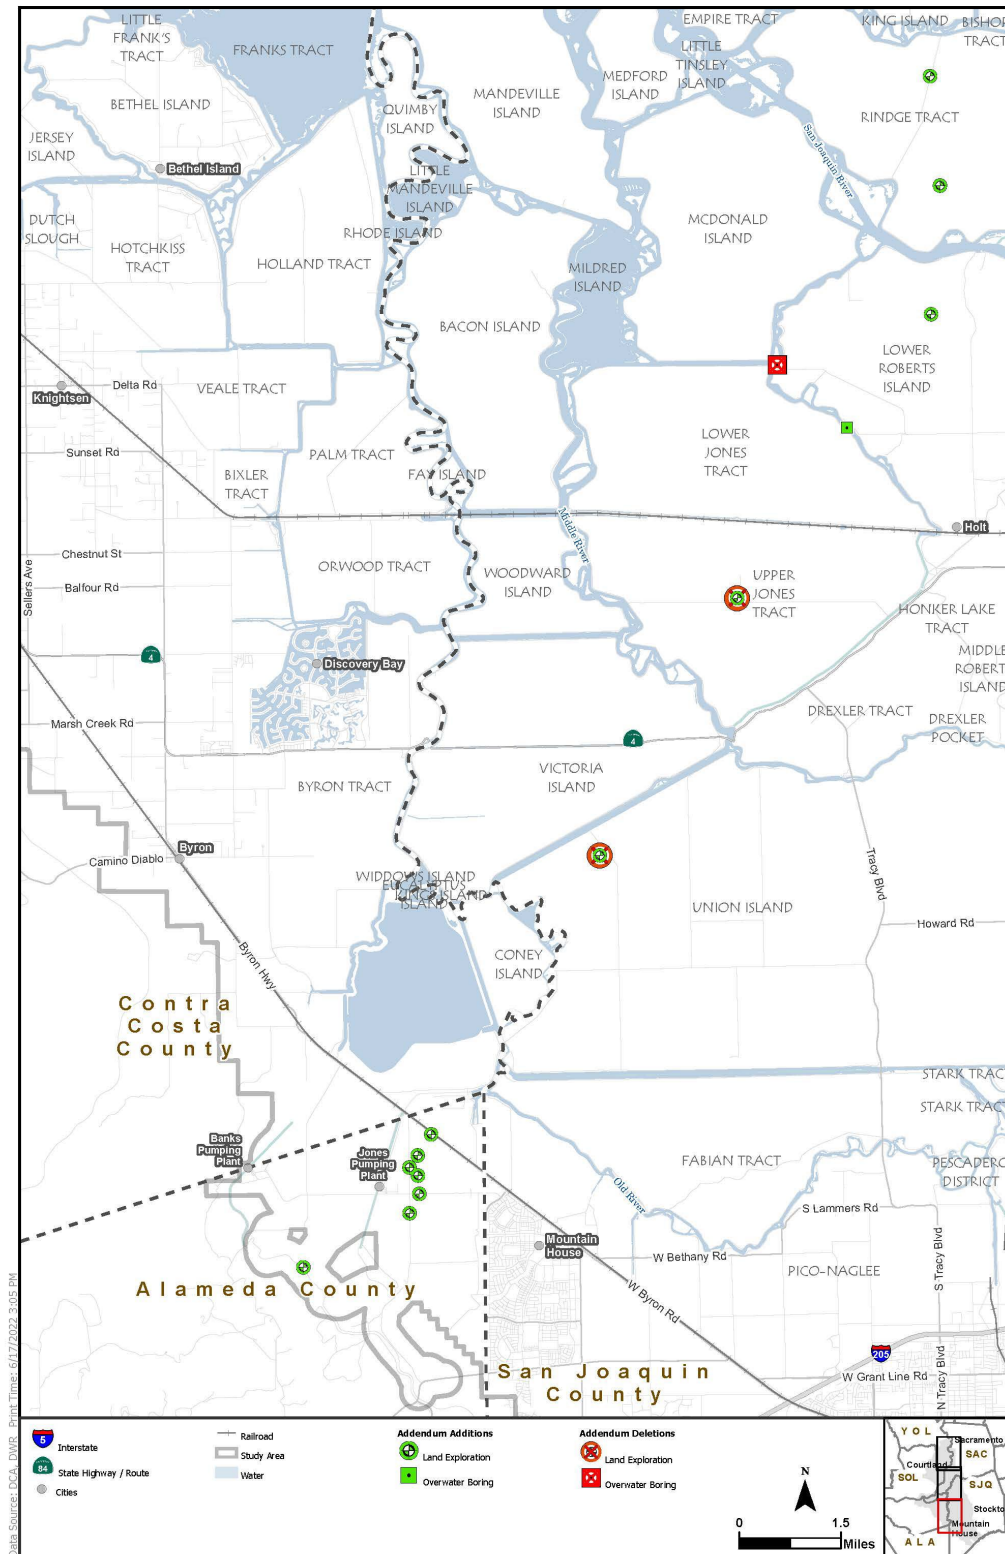 LITTLE
FRANK'S
TRACT
FRANKS TRACT
EMPIRE TRACT
KING ISLAND
BISHOP
TRACT
LITTLE
TINSLEY
ISLAND
MEDFORD
ISLAND
MANDEVILLE
ISLAND
BETHEL ISLAND
QUIMBY
ISLAND
RINDGE TRACT
San Joaquin River
JERSEY
ISLAND
Bethel Island
LITTLE
MANDEVILLE
ISLAND
DUTCH
SLOUGH
HOTCHKISS
TRACT
RHODE ISLAND
HOLLAND TRACT
MCDONALD
ISLAND
MILDRED
ISLAND
BACON ISLAND
LOWER
ROBERTS
ISLAND
Knightsen
Delta Rd
VEALE TRACT
Sunset Rd
PALM TRACT
BIXLER
TRACT
FAY ISLAND
LOWER
JONES
TRACT
Middle River
Holt
Chestnut St
Balfour Rd
Sellers Ave
ORWOOD TRACT
WOODWARD
ISLAND
UPPER
JONES
TRACT
HONKER LAKE
TRACT
MIDDLE
ROBERT
ISLAND
4
Discovery Bay
DREXLER TRACT
DREXLER
POCKET
Marsh Creek Rd
4
BYRON TRACT
VICTORIA
ISLAND
Byron
Camino Diablo
Tracy Blvd
WIDDOWS ISLAND
EUCALYPTUS
ISLAND
KINGS ISLAND
UNION ISLAND
Howard Rd
Byron Hwy
CONEY
ISLAND
Contra
Costa
County
STARK TRAC
STARK TRACT
Banks
Pumping
Plant
Jones
Pumping
Plant
FABIAN TRACT
PESCADERO
DISTRICT
Old River
S Lammers Rd
Mountain
House
W Bethany Rd
PICO-NAGLEE
S Tracy Blvd
Alameda County
W Byron Rd
205
San Joaquin
County
W Grant Line Rd
N Tracy Blvd
Data Source: DCA, DWR Print Time: 6/17/2022 3:05 PM
5
Interstate
84
State Highway / Route
Cities
Railroad
Study Area
Water
Addendum Additions
Land Exploration
Overwater Boring
Addendum Deletions
Land Exploration
Overwater Boring
N
0
1.5
Miles
YOL
Sacramento
SAC
Courtland
SOL
SJQ
Stockto
Mountain
House
ALA